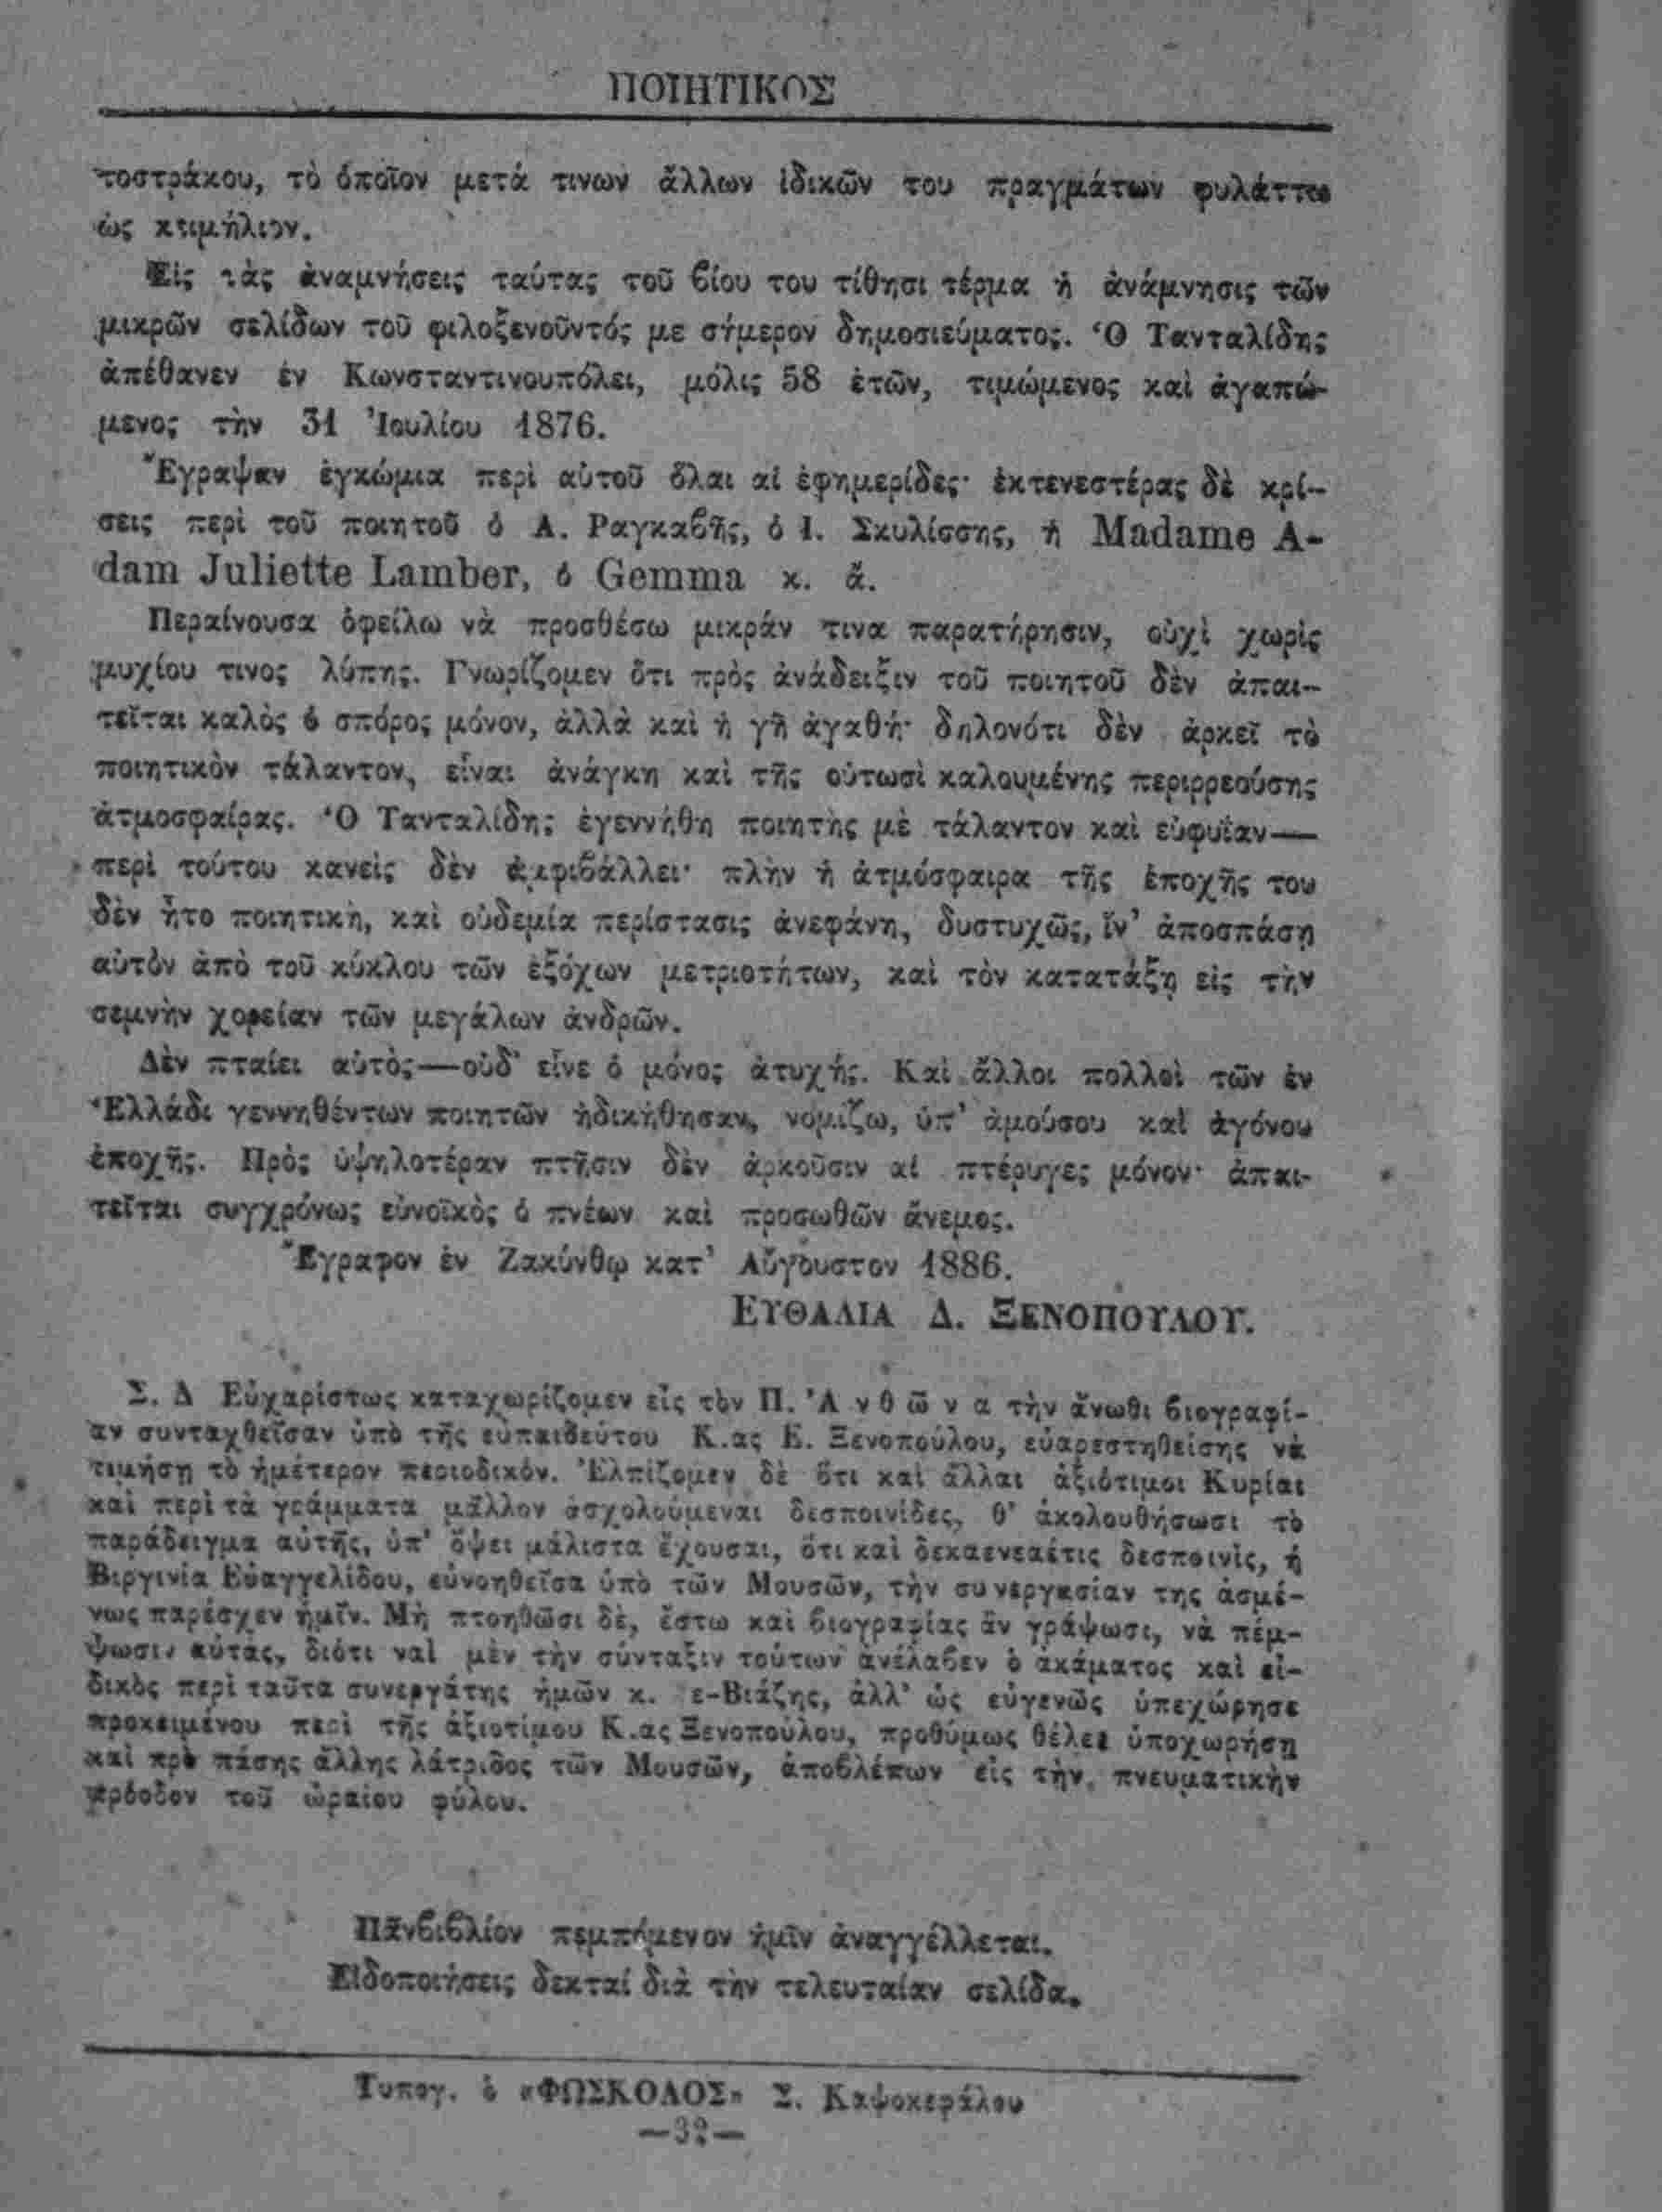 ΠΟΙΗΤΙΚΟΣ
τοστράκου, τὸ ὁποῖον μετά τινων ἄλλων ἰδικῶν του πραγμάτων φυλάττω
ὡς κειμήλιον.
Εἰς τὰς ἀναμνήσεις ταύτας τοῦ βίου του τίθησι τέρμα ἡ ἀνάμνησις τῶν
μικρῶν σελίδων τοῦ φιλοξενοῦντός με σήμερον δημοσιεύματος. Ὁ Τανταλίδης
ἀπέθανεν ἐν Κωνσταντινουπόλει, μόλις 58 ἐτῶν, τιμώμενος καὶ ἀγαπώ-
μενος τὴν 31 Ἰουλίου 1876.
Ἔγραψαν ἐγκώμια περὶ αὐτοῦ ὅλαι αἱ ἐφημερίδες· ἐκτενεστέρας δὲ κρί-
σεις περὶ τοῦ ποιητοῦ ὁ Α. Ραγκαβῆς, ὁ Ι. Σκυλίσσης, ἡ Madame A-
dam Juliette Lamber, ὁ Gemma κ. ἄ.
Περαίνουσα ὀφείλω νὰ προσθέσω μικράν τινα παρατήρησιν, οὐχὶ χωρὶς
μυχίου τινος λύπης. Γνωρίζομεν ὅτι πρὸς ἀνάδειξιν τοῦ ποιητοῦ δὲν ἀπαι-
τεῖται καλὸς ὁ σπόρος μόνον, ἀλλὰ καὶ ἡ γῆ ἀγαθή· δηλονότι δὲν ἀρκεῖ τὸ
ποιητικὸν τάλαντον, εἶναι ἀνάγκη καὶ τῆς οὑτωσὶ καλουμένης περιρρεούσης
ἀτμοσφαίρας. Ὁ Τανταλίδης ἐγεννήθη ποιητὴς μὲ τάλαντον καὶ εὐφυΐαν—
περὶ τούτου κανεὶς δὲν ἀμφιβάλλει· πλὴν ἡ ἀτμόσφαιρα τῆς ἐποχῆς του
δὲν ἦτο ποιητικὴ, καὶ οὐδεμία περίστασις ἀνεφάνη, δυστυχῶς, ἵν' ἀποσπάσῃ
αὐτὸν ἀπὸ τοῦ κύκλου τῶν ἐξόχων μετριοτήτων, καὶ τὸν κατατάξῃ εἰς τὴν
σεμνὴν χορείαν τῶν μεγάλων ἀνδρῶν.
Δὲν πταίει αὐτὸς—οὐδ' εἶνε ὁ μόνος ἀτυχής. Καὶ ἄλλοι πολλοὶ τῶν ἐν
Ἑλλάδι γεννηθέντων ποιητῶν ἠδικήθησαν, νομίζω, ὑπ' ἀμούσου καὶ ἀγόνου
ἐποχῆς. Πρὸς ὑψηλοτέραν πτῆσιν δὲν ἀρκοῦσιν αἱ πτέρυγες μόνον· ἀπαι-
τεῖται συγχρόνως εὐνοϊκὸς ὁ πνέων καὶ προσωθῶν ἄνεμος.
Ἔγραφον ἐν Ζακύνθῳ κατ' Αὔγουστον 1886.
ΕΥΘΑΛΙΑ Δ. ΞΕΝΟΠΟΥΛΟΥ.
Σ. Δ Εὐχαρίστως καταχωρίζομεν εἰς τὸν Π. Ἀ ν θ ῶ ν α τὴν ἄνωθι βιογραφί-
αν συνταχθεῖσαν ὑπὸ τῆς εὐπαιδεύτου Κ.ας Ε. Ξενοπούλου, εὐαρεστηθείσης νὰ
τιμήσῃ τὸ ἡμέτερον περιοδικόν. Ἐλπίζομεν δὲ ὅτι καὶ ἄλλαι ἀξιότιμοι Κυρίαι
καὶ περὶ τὰ γράμματα μᾶλλον ἀσχολούμεναι δεσποινίδες, θ' ἀκολουθήσωσι τὸ
παράδειγμα αὐτῆς, ὑπ' ὄψει μάλιστα ἔχουσαι, ὅτι καὶ δεκαενεαέτις δεσποινὶς, ἡ
Βιργινία Εὐαγγελίδου, εὐνοηθεῖσα ὑπὸ τῶν Μουσῶν, τὴν συνεργασίαν της ἀσμέ-
νως παρέσχεν ἡμῖν. Μὴ πτοηθῶσι δὲ, ἔστω καὶ βιογραφίας ἂν γράψωσι, νὰ πέμ-
ψωσιν αὐτάς, διότι ναὶ μὲν τὴν σύνταξιν τούτων ἀνέλαβεν ὁ ἀκάματος καὶ εἰ-
δικὸς περὶ ταῦτα συνεργάτης ἡμῶν κ. ε-Βιάζης, ἀλλ' ὡς εὐγενῶς ὑπεχώρησε
προκειμένου περὶ τῆς ἀξιοτίμου Κ.ας Ξενοπούλου, προθύμως θέλει ὑποχωρήσῃ
καὶ πρὸ πάσης ἄλλης λάτριδος τῶν Μουσῶν, ἀποβλέπων εἰς τὴν πνευματικὴν
πρόοδον τοῦ ὡραίου φύλου.
Πᾶν βιβλίον πεμπόμενον ἡμῖν ἀναγγέλλεται.
Εἰδοποιήσεις δεκταί διὰ τὴν τελευταίαν σελίδα.
Τυπογ. ὁ «ΦΩΣΚΟΛΟΣ» Σ. Καψοκεφάλου
—32—